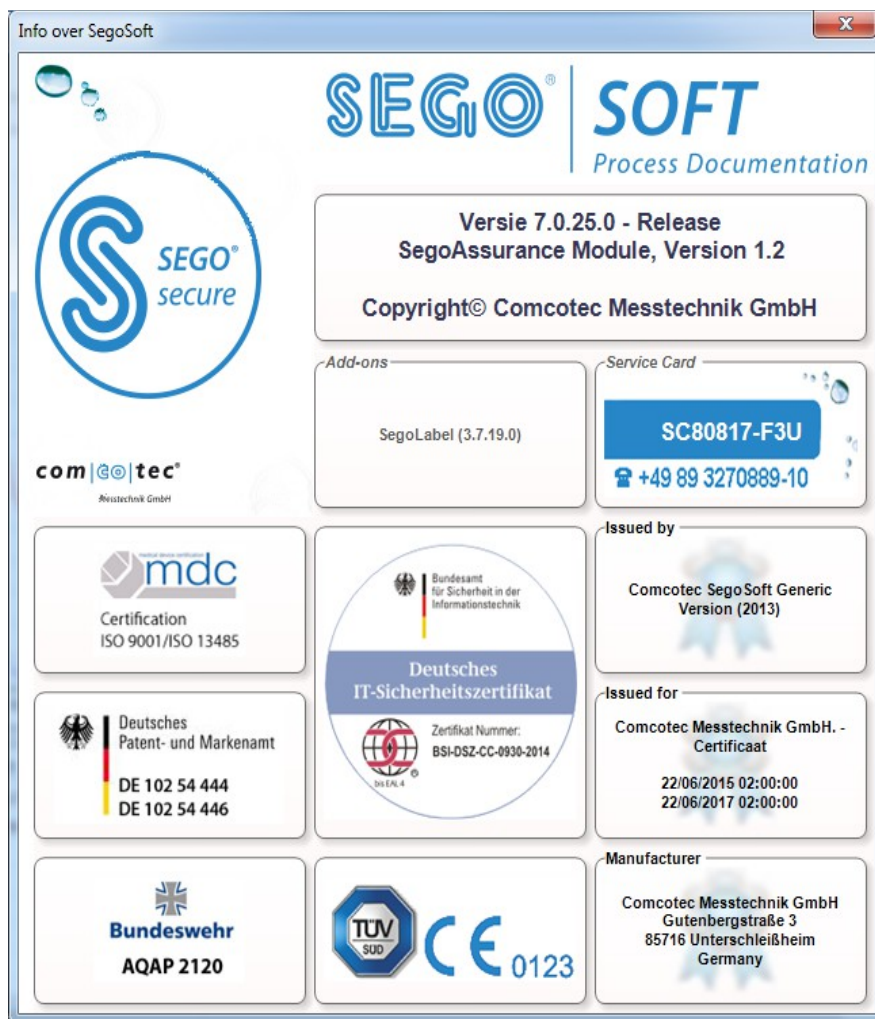 Info over SegoSoft
SEGO® SOFT
Process Documentation
SEGO®
secure
Versie 7.0.25.0 - Release
SegoAssurance Module, Version 1.2
Copyright© Comcotec Messtechnik GmbH
Add-ons
SegoLabel (3.7.19.0)
Service Card
SC80817-F3U
+49 89 3270889-10
com|co|tec®
Messtechnik GmbH
medical device certification
mdc
Certification
ISO 9001/ISO 13485
Bundesamt
für Sicherheit in der
Informationstechnik
Deutsches
IT-Sicherheitszertifikat
Zertifikat Nummer:
BSI-DSZ-CC-0930-2014
bis EAL 4
Issued by
Comcotec SegoSoft Generic
Version (2013)
Deutsches
Patent- und Markenamt
DE 102 54 444
DE 102 54 446
Issued for
Comcotec Messtechnik GmbH. -
Certificaat
22/06/2015 02:00:00
22/06/2017 02:00:00
Bundeswehr
AQAP 2120
TÜV
SÜD
CE 0123
Manufacturer
Comcotec Messtechnik GmbH
Gutenbergstraße 3
85716 Unterschleißheim
Germany